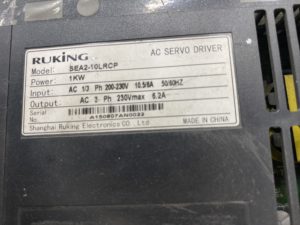 RUKING
AC SERVO DRIVER
Model: SEA2-10LRCP
Power: 1KW
Input: AC 1/3 Ph 200-230V 10.5/6A 50/60HZ
Output: AC 3 Ph 230Vmax 6.2A
Serial No
A150807AN0022
Shanghai Ruking Electronics CO., Ltd
MADE IN CHINA